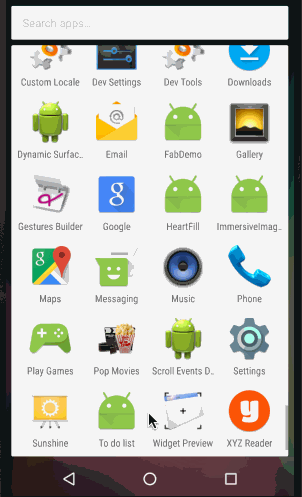 Search apps...
Custom Locale Dev Settings Dev Tools Downloads
Dynamic Surfac.. Email FabDemo Gallery
Gestures Builder Google HeartFill ImmersiveImag..
Maps Messaging Music Phone
Play Games Pop Movies Scroll Events D.. Settings
Sunshine To do list Widget Preview XYZ Reader